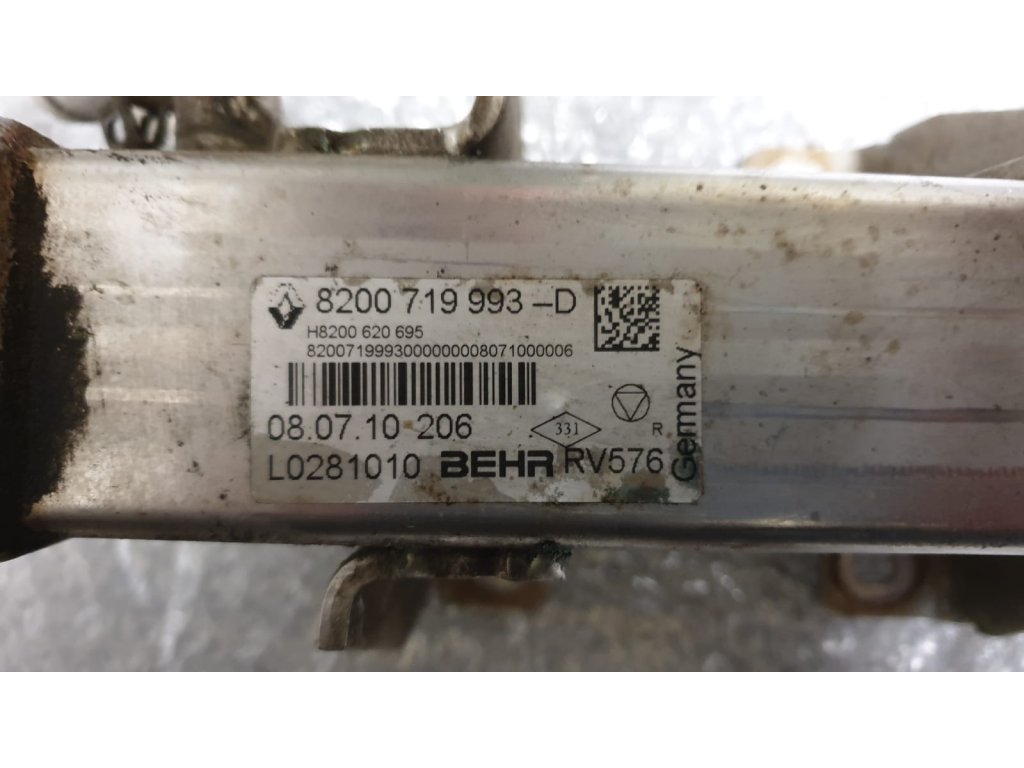 8200 719 993 –D
H8200 620 695
8200719993000000008071000006
08.07.10 206
331
R
L0281010 BEHR RV576
Germany